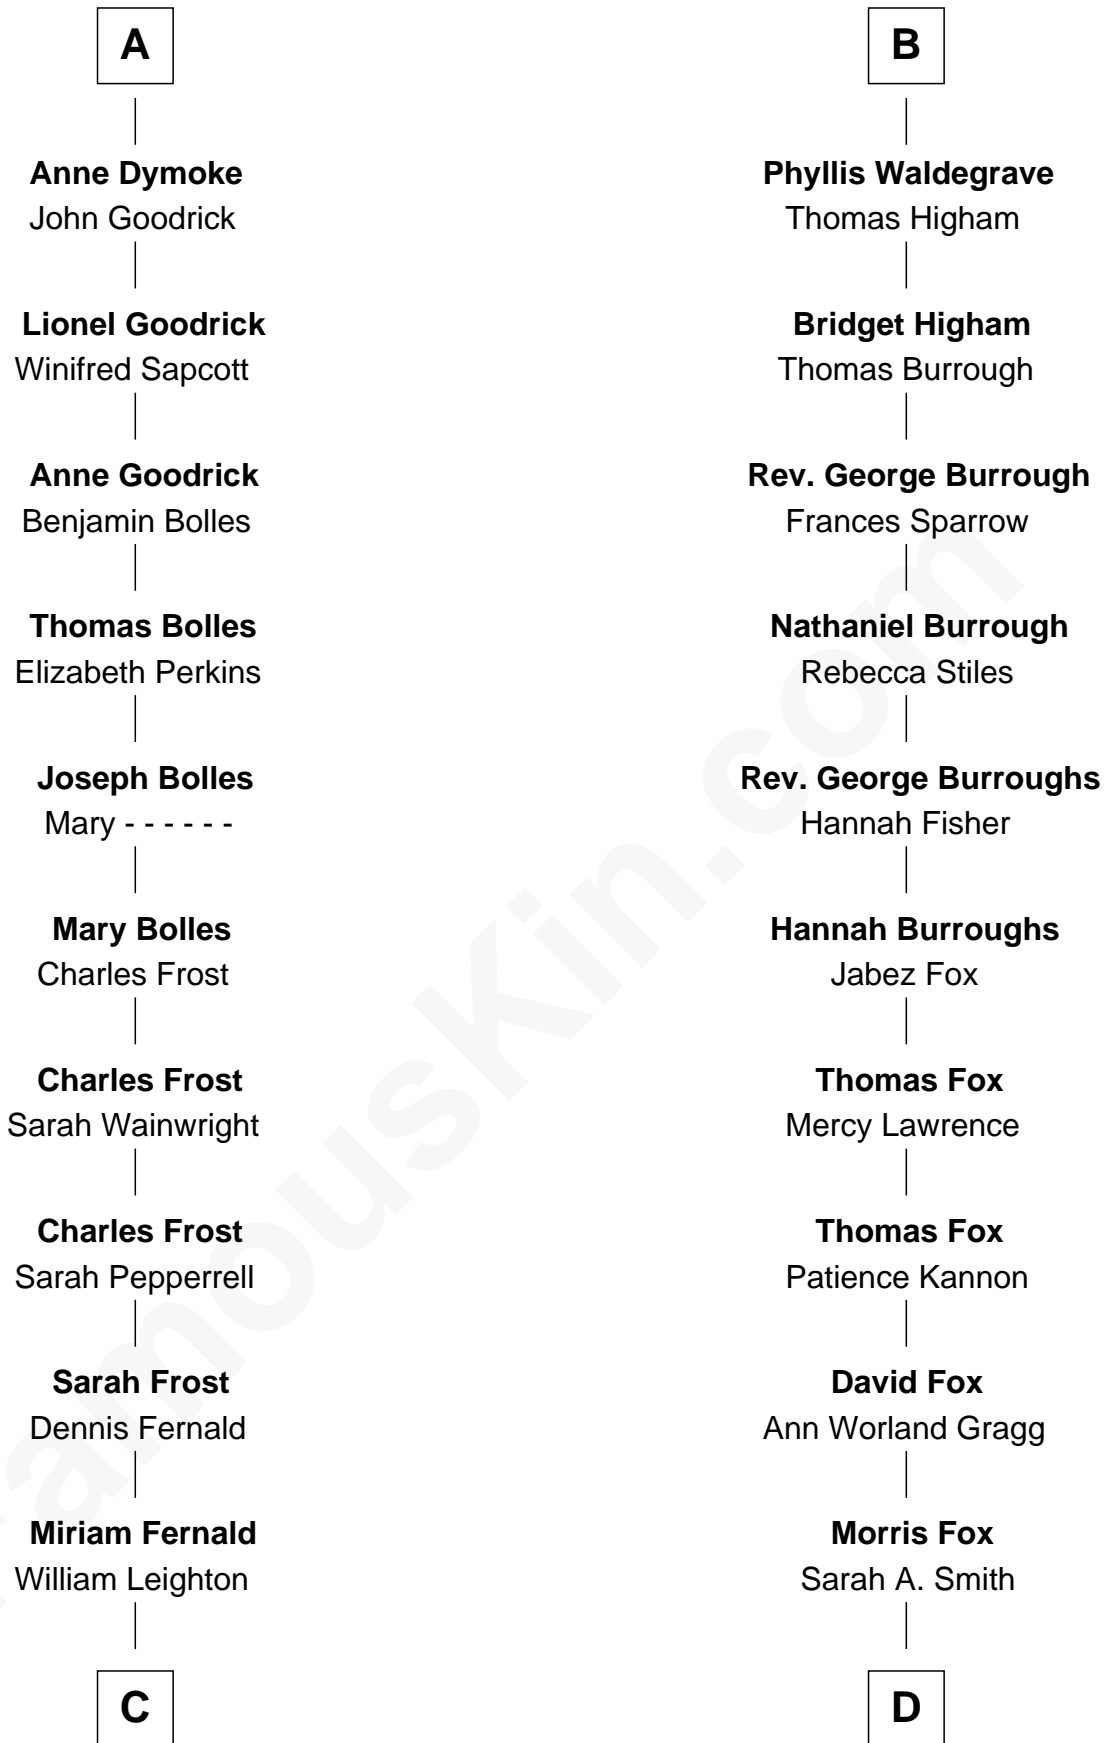 A
Anne Dymoke
John Goodrick
Lionel Goodrick
Winifred Sapcott
Anne Goodrick
Benjamin Bolles
Thomas Bolles
Elizabeth Perkins
Joseph Bolles
Mary - - - - - -
Mary Bolles
Charles Frost
Charles Frost
Sarah Wainwright
Charles Frost
Sarah Pepperrell
Sarah Frost
Dennis Fernald
Miriam Fernald
William Leighton
C
B
Phyllis Waldegrave
Thomas Higham
Bridget Higham
Thomas Burrough
Rev. George Burrough
Frances Sparrow
Nathaniel Burrough
Rebecca Stiles
Rev. George Burroughs
Hannah Fisher
Hannah Burroughs
Jabez Fox
Thomas Fox
Mercy Lawrence
Thomas Fox
Patience Kannon
David Fox
Ann Worland Gragg
Morris Fox
Sarah A. Smith
D
FamousKin.com